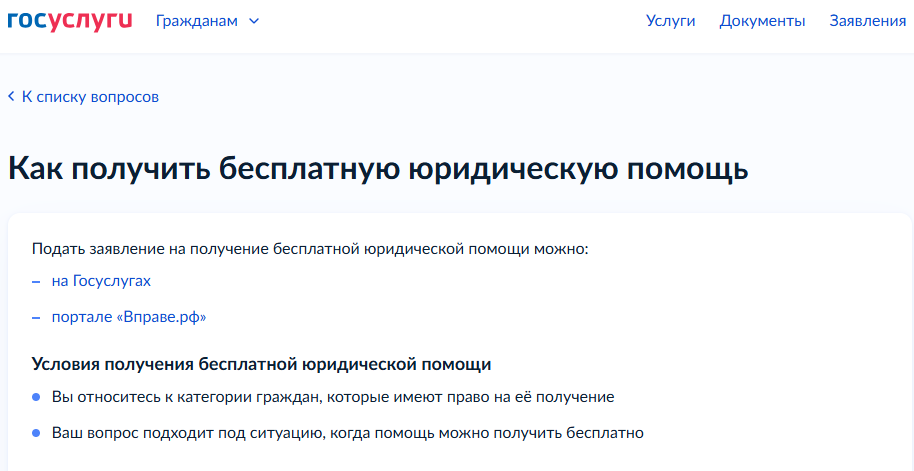 госуслуги Гражданам Услуги Документы Заявления
К списку вопросов
Как получить бесплатную юридическую помощь
Подать заявление на получение бесплатной юридической помощи можно:
– на Госуслугах
– портале «Вправе.рф»
Условия получения бесплатной юридической помощи
Вы относитесь к категории граждан, которые имеют право на её получение
Ваш вопрос подходит под ситуацию, когда помощь можно получить бесплатно